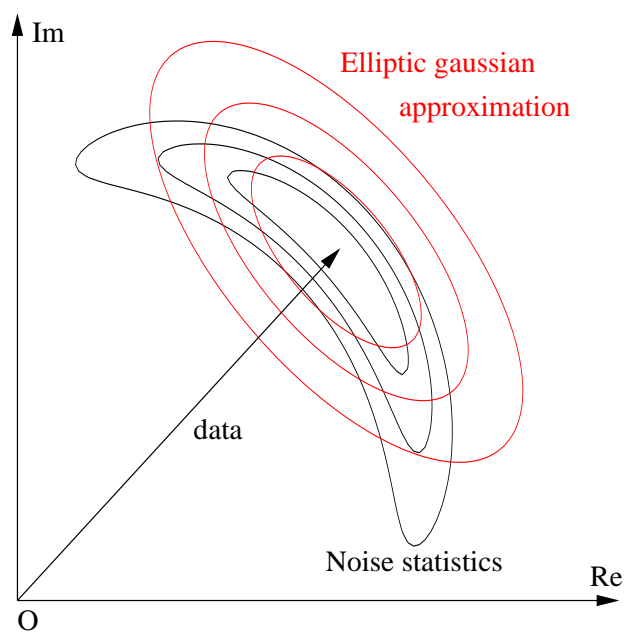 Im
Elliptic gaussian
approximation
data
Noise statistics
Re
O